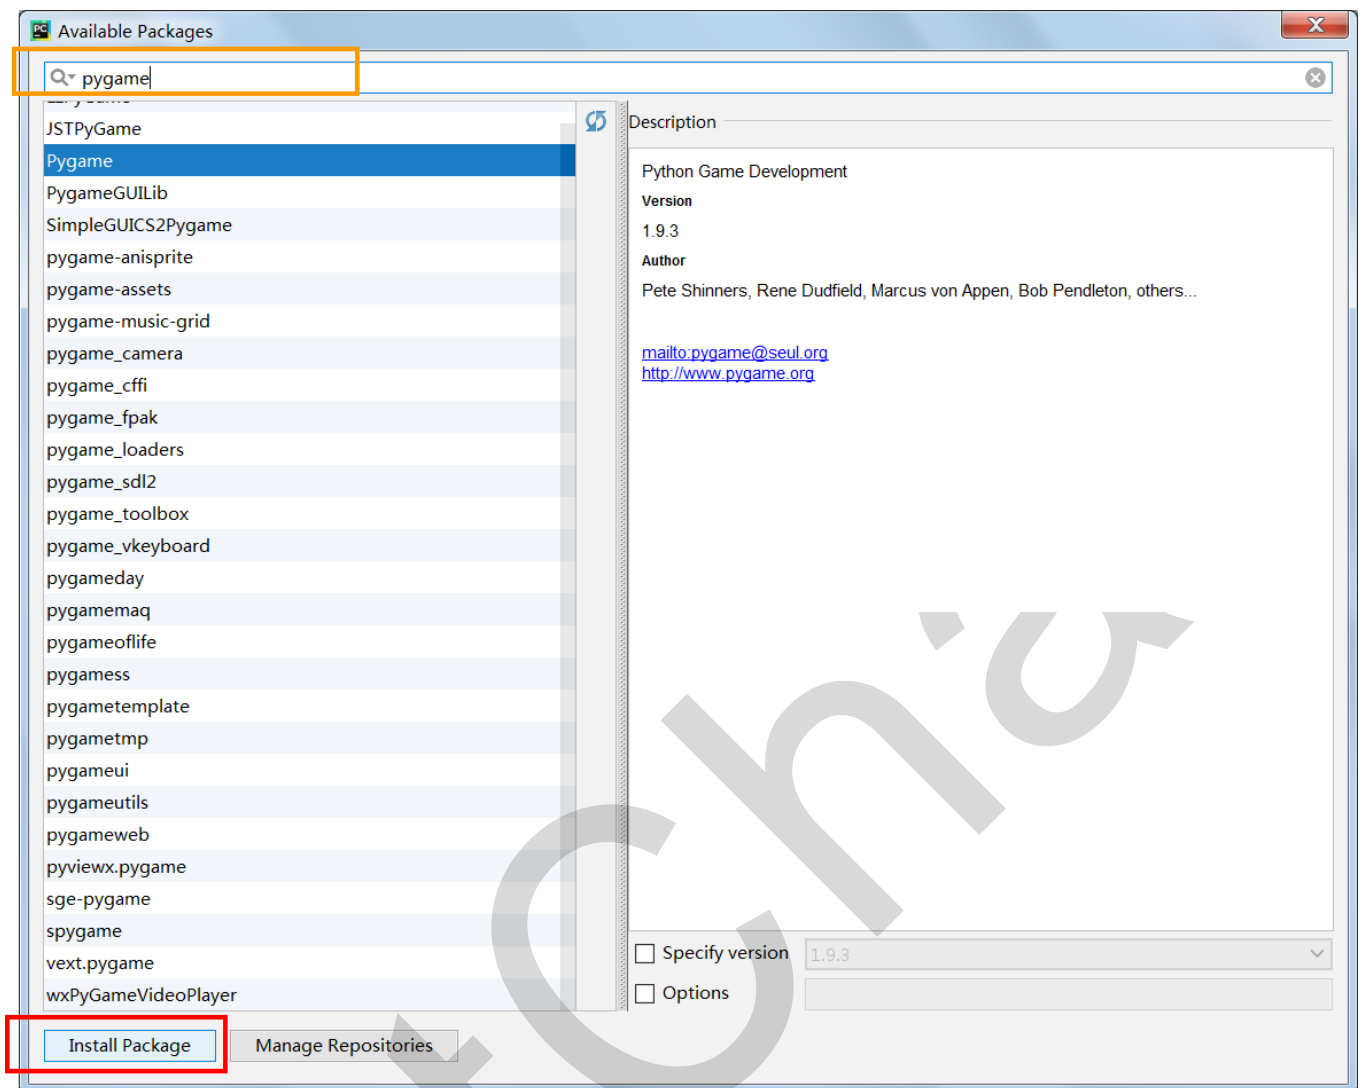 PC Available Packages
pygame
JSTPyGame
Pygame
PygameGUILib
SimpleGUICS2Pygame
pygame-anisprite
pygame-assets
pygame-music-grid
pygame_camera
pygame_cffi
pygame_fpak
pygame_loaders
pygame_sdl2
pygame_toolbox
pygame_vkeyboard
pygameday
pygamemaq
pygameoflife
pygamess
pygametemplate
pygametmp
pygameui
pygameutils
pygameweb
pyviewx.pygame
sge-pygame
spygame
vext.pygame
wxPyGameVideoPlayer
Description
Python Game Development
Version
1.9.3
Author
Pete Shinners, Rene Dudfield, Marcus von Appen, Bob Pendleton, others...
mailto:pygame@seul.org
http://www.pygame.org
Specify version 1.9.3
Options
Install Package Manage Repositories